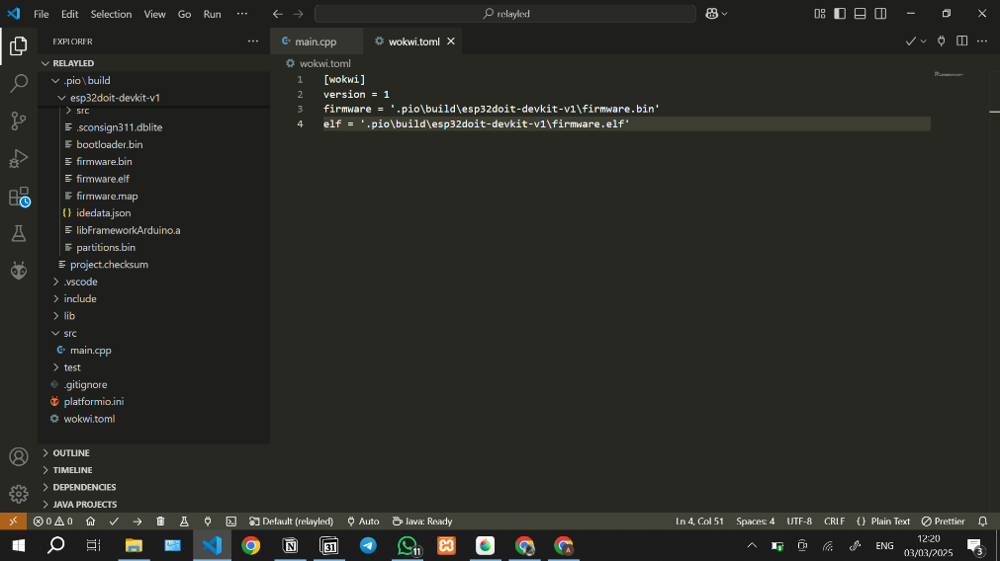 File Edit Selection View Go Run ···
relayled
EXPLORER
main.cpp
wokwi.toml
RELAYLED
wokwi.toml
.pio \ build
esp32doit-devkit-v1
src
.sconsign311.dblite
bootloader.bin
firmware.bin
firmware.elf
firmware.map
idedata.json
libFrameworkArduino.a
partitions.bin
project.checksum
.vscode
include
lib
src
main.cpp
test
.gitignore
platformio.ini
wokwi.toml
OUTLINE
TIMELINE
DEPENDENCIES
JAVA PROJECTS
1 [wokwi]
2 version = 1
3 firmware = '.pio\build\esp32doit-devkit-v1\firmware.bin'
4 elf = '.pio\build\esp32doit-devkit-v1\firmware.elf'
0 0 Default (relayled) Auto Java: Ready Ln 4, Col 51 Spaces: 4 UTF-8 CRLF {} Plain Text Prettier
31 11 ENG 12:20
03/03/2025 3